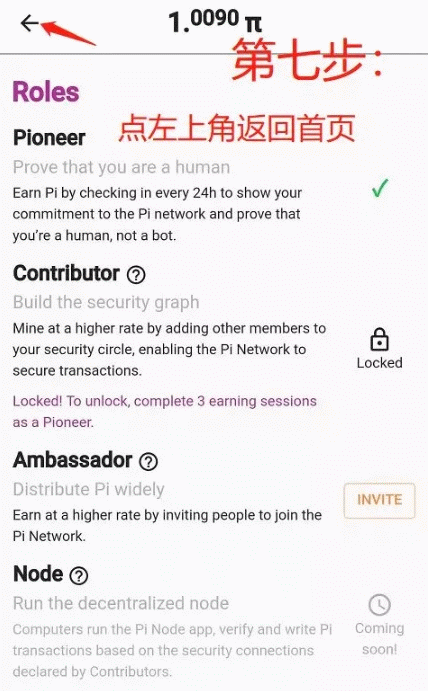 1.0090 π
第七步：
Roles
点左上角返回首页
Pioneer
Prove that you are a human
Earn Pi by checking in every 24h to show your
commitment to the Pi network and prove that
you're a human, not a bot.
Contributor ?
Build the security graph
Mine at a higher rate by adding other members to
your security circle, enabling the Pi Network to
secure transactions.
Locked
Locked! To unlock, complete 3 earning sessions
as a Pioneer.
Ambassador ?
Distribute Pi widely
INVITE
Earn at a higher rate by inviting people to join the
Pi Network.
Node ?
Run the decentralized node
Coming
soon!
Computers run the Pi Node app, verify and write Pi
transactions based on the security connections
declared by Contributors.